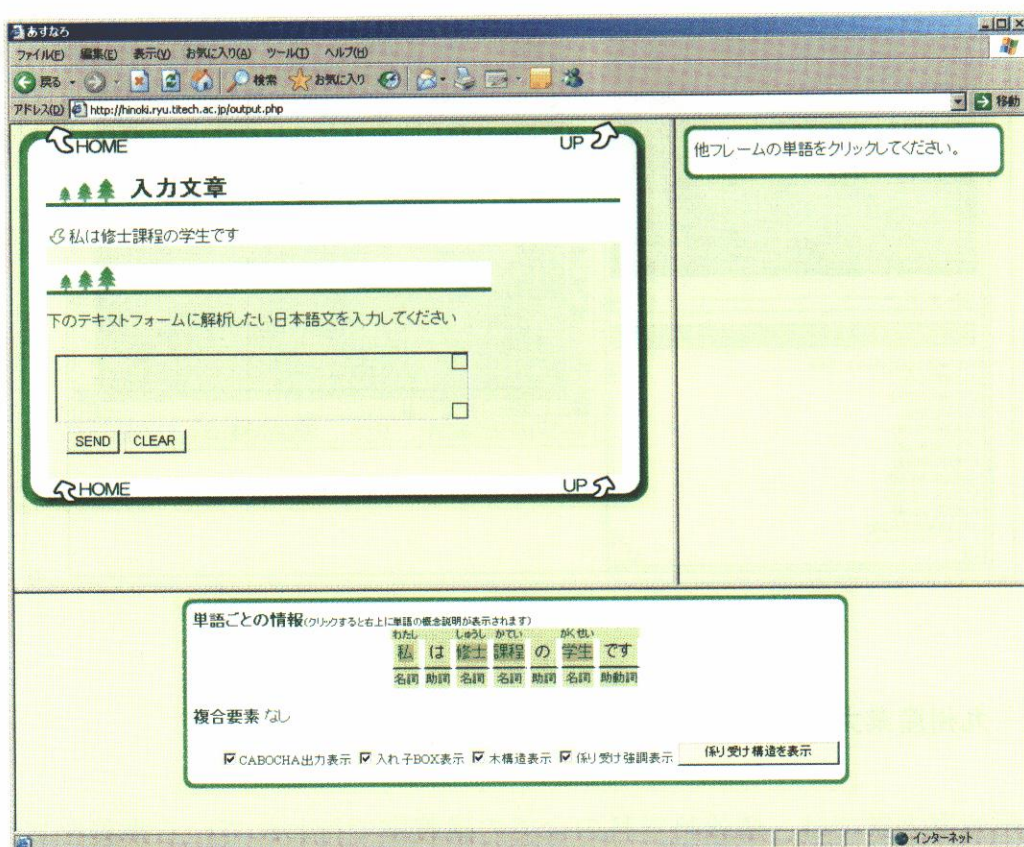 あすなろ
ファイル(F) 編集(E) 表示(V) お気に入り(A) ツール(T) ヘルプ(H)
戻る 検索 お気に入り
アドレス(D) http://hinoki.ryu.titech.ac.jp/output.php 移動
HOME UP
入力文章
私は修士課程の学生です
下のテキストフォームに解析したい日本語文を入力してください
SEND CLEAR
HOME UP
他フレームの単語をクリックしてください。
単語ごとの情報(クリックすると右上に単語の概念説明が表示されます)
わたし しゅうし かてい がくせい
私 は 修士 課程 の 学生 です
名詞 助詞 名詞 名詞 助詞 名詞 助動詞
複合要素 なし
CABOCHA出力表示 入れ子BOX表示 木構造表示 係り受け強調表示 係り受け構造を表示
インターネット